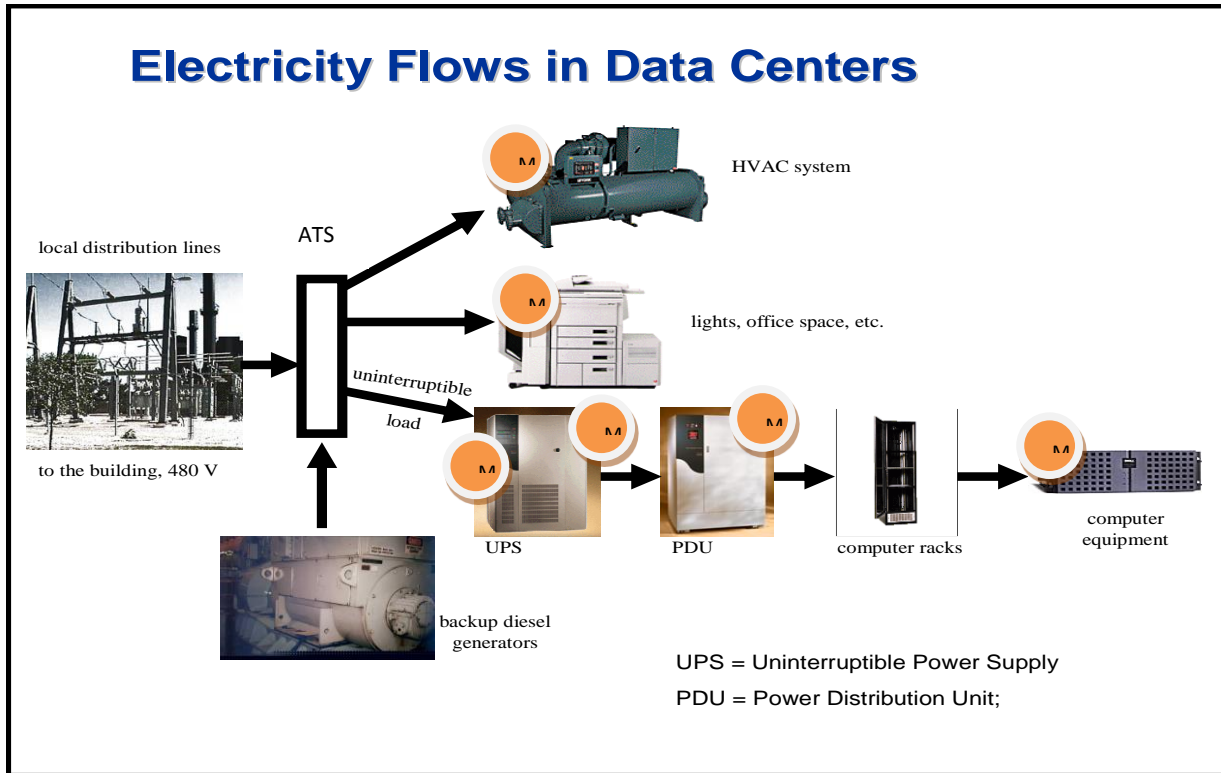 Electricity Flows in Data Centers
HVAC system
ATS
local distribution lines
lights, office space, etc.
uninterruptible
load
to the building, 480 V
UPS
PDU
computer racks
computer
equipment
backup diesel
generators
UPS = Uninterruptible Power Supply
PDU = Power Distribution Unit;